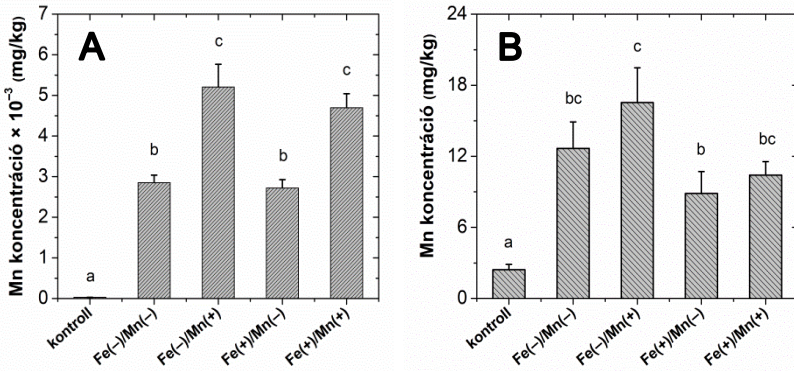 A
Mn koncentráció × 10⁻³ (mg/kg)
7
6
5
4
3
2
1
0
a
b
c
b
c
kontroll
Fe(–)/Mn(–)
Fe(–)/Mn(+)
Fe(+)/Mn(–)
Fe(+)/Mn(+)
B
Mn koncentráció (mg/kg)
24
18
12
6
0
a
bc
c
b
bc
kontroll
Fe(–)/Mn(–)
Fe(–)/Mn(+)
Fe(+)/Mn(–)
Fe(+)/Mn(+)